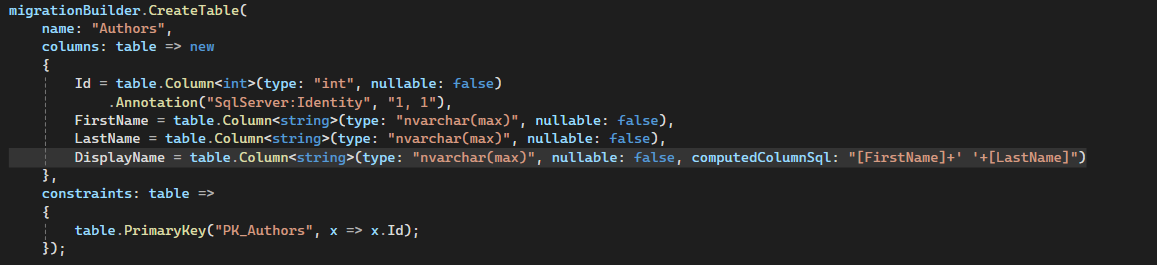 migrationBuilder.CreateTable(
    name: "Authors",
    columns: table => new
    {
        Id = table.Column<int>(type: "int", nullable: false)
            .Annotation("SqlServer:Identity", "1, 1"),
        FirstName = table.Column<string>(type: "nvarchar(max)", nullable: false),
        LastName = table.Column<string>(type: "nvarchar(max)", nullable: false),
        DisplayName = table.Column<string>(type: "nvarchar(max)", nullable: false, computedColumnSql: "[FirstName]+' '+[LastName]")
    },
    constraints: table =>
    {
        table.PrimaryKey("PK_Authors", x => x.Id);
    });